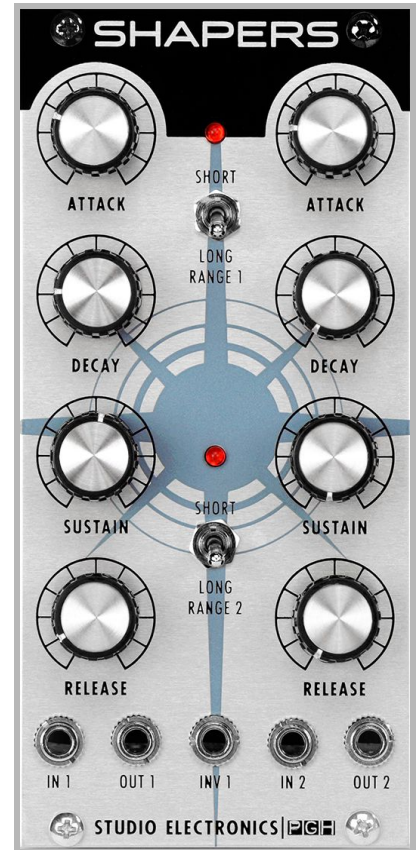 SHAPERS
ATTACK
SHORT
ATTACK
LONG
RANGE 1
DECAY
DECAY
SUSTAIN
SHORT
SUSTAIN
LONG
RANGE 2
RELEASE
RELEASE
IN 1
OUT 1
INV 1
IN 2
OUT 2
STUDIO ELECTRONICS|PGH